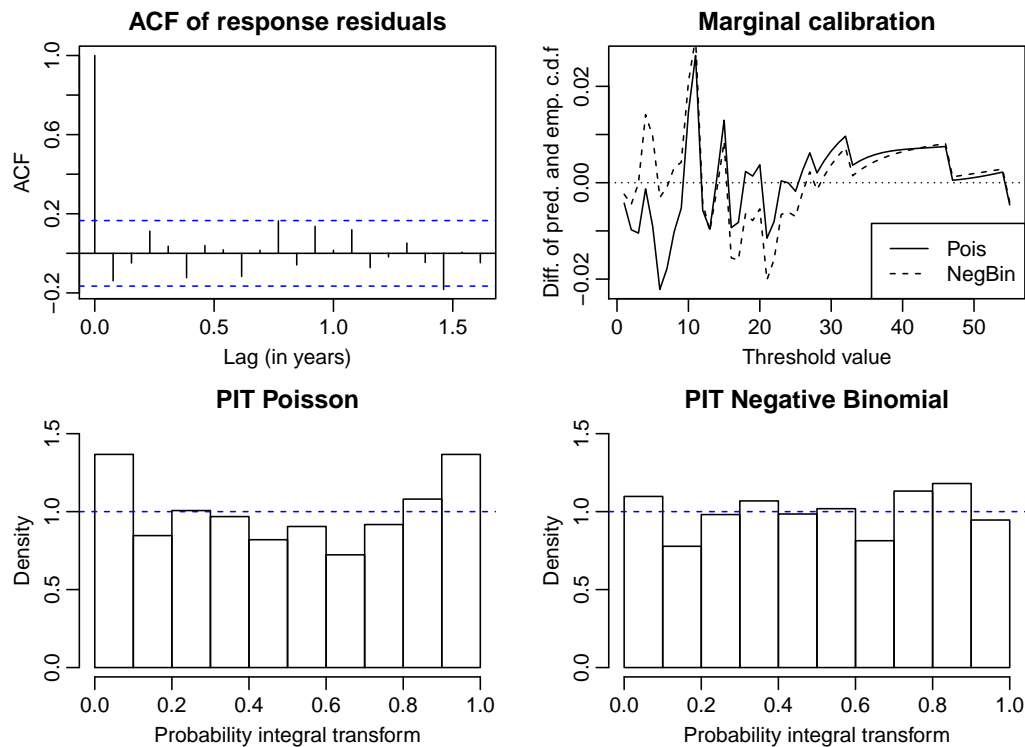 ACF of response residuals
ACF
1.0
0.6
0.2
−0.2
0.0 0.5 1.0 1.5
Lag (in years)
Marginal calibration
Diff. of pred. and emp. c.d.f
0.02
0.00
−0.02
Pois
NegBin
0 10 20 30 40 50
Threshold value
PIT Poisson
Density
1.5
1.0
0.5
0.0
0.0 0.2 0.4 0.6 0.8 1.0
Probability integral transform
PIT Negative Binomial
Density
1.5
1.0
0.5
0.0
0.0 0.2 0.4 0.6 0.8 1.0
Probability integral transform